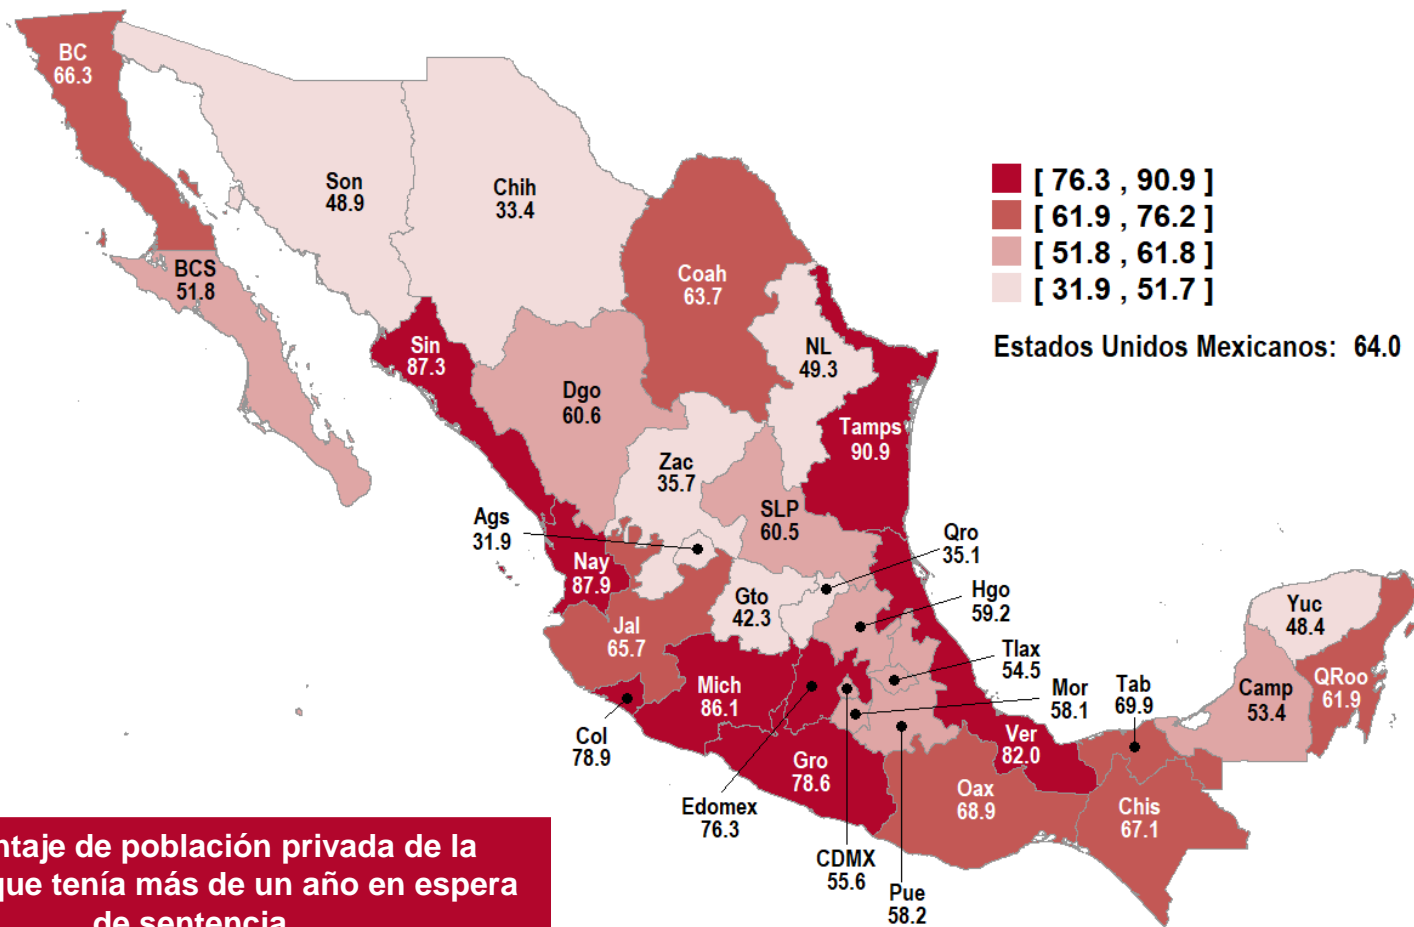 BC
66.3
Son
48.9
Chih
33.4
[ 76.3 , 90.9 ]
[ 61.9 , 76.2 ]
[ 51.8 , 61.8 ]
[ 31.9 , 51.7 ]
Estados Unidos Mexicanos: 64.0
BCS
51.8
Coah
63.7
Sin
87.3
NL
49.3
Dgo
60.6
Tamps
90.9
Zac
35.7
SLP
60.5
Ags
31.9
Qro
35.1
Nay
87.9
Gto
42.3
Hgo
59.2
Yuc
48.4
Jal
65.7
Tlax
54.5
Mich
86.1
Mor
58.1
Tab
69.9
Camp
53.4
QRoo
61.9
Col
78.9
Ver
82.0
Gro
78.6
Edomex
76.3
Oax
68.9
Chis
67.1
CDMX
55.6
Pue
58.2
ntaje de población privada de la
que tenía más de un año en espera
de sentencia